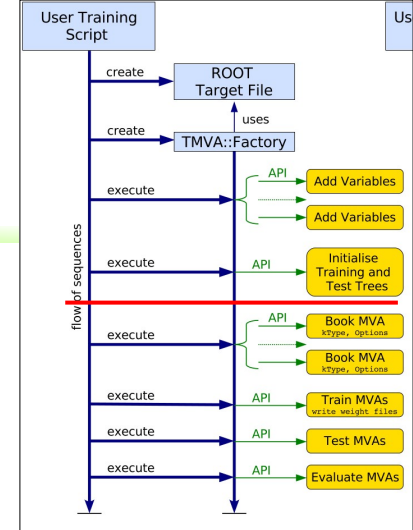 User Training
Script
Us
create
ROOT
Target File
uses
create
TMVA::Factory
execute
API
Add Variables
Add Variables
execute
API
Initialise
Training and
Test Trees
flow of sequences
execute
API
Book MVA
kType, Options
Book MVA
kType, Options
execute
API
Train MVAs
write weight files
execute
API
Test MVAs
execute
API
Evaluate MVAs